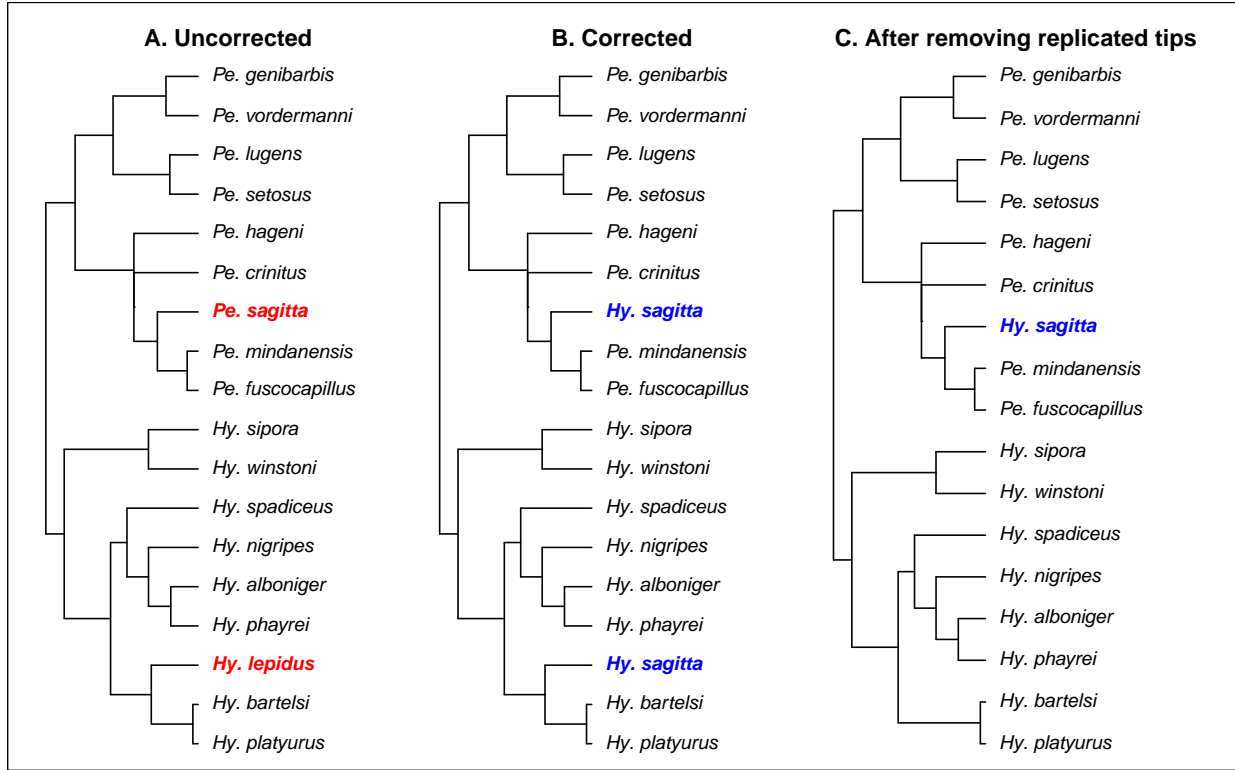 A. Uncorrected
Pe. genibarbis
Pe. vordermanni
Pe. lugens
Pe. setosus
Pe. hageni
Pe. crinitus
Pe. sagitta
Pe. mindanensis
Pe. fuscocapillus
Hy. sipora
Hy. winstoni
Hy. spadiceus
Hy. nigripes
Hy. alboniger
Hy. phayrei
Hy. lepidus
Hy. bartelsi
Hy. platyurus
B. Corrected
Pe. genibarbis
Pe. vordermanni
Pe. lugens
Pe. setosus
Pe. hageni
Pe. crinitus
Hy. sagitta
Pe. mindanensis
Pe. fuscocapillus
Hy. sipora
Hy. winstoni
Hy. spadiceus
Hy. nigripes
Hy. alboniger
Hy. phayrei
Hy. sagitta
Hy. bartelsi
Hy. platyurus
C. After removing replicated tips
Pe. genibarbis
Pe. vordermanni
Pe. lugens
Pe. setosus
Pe. hageni
Pe. crinitus
Hy. sagitta
Pe. mindanensis
Pe. fuscocapillus
Hy. sipora
Hy. winstoni
Hy. spadiceus
Hy. nigripes
Hy. alboniger
Hy. phayrei
Hy. bartelsi
Hy. platyurus